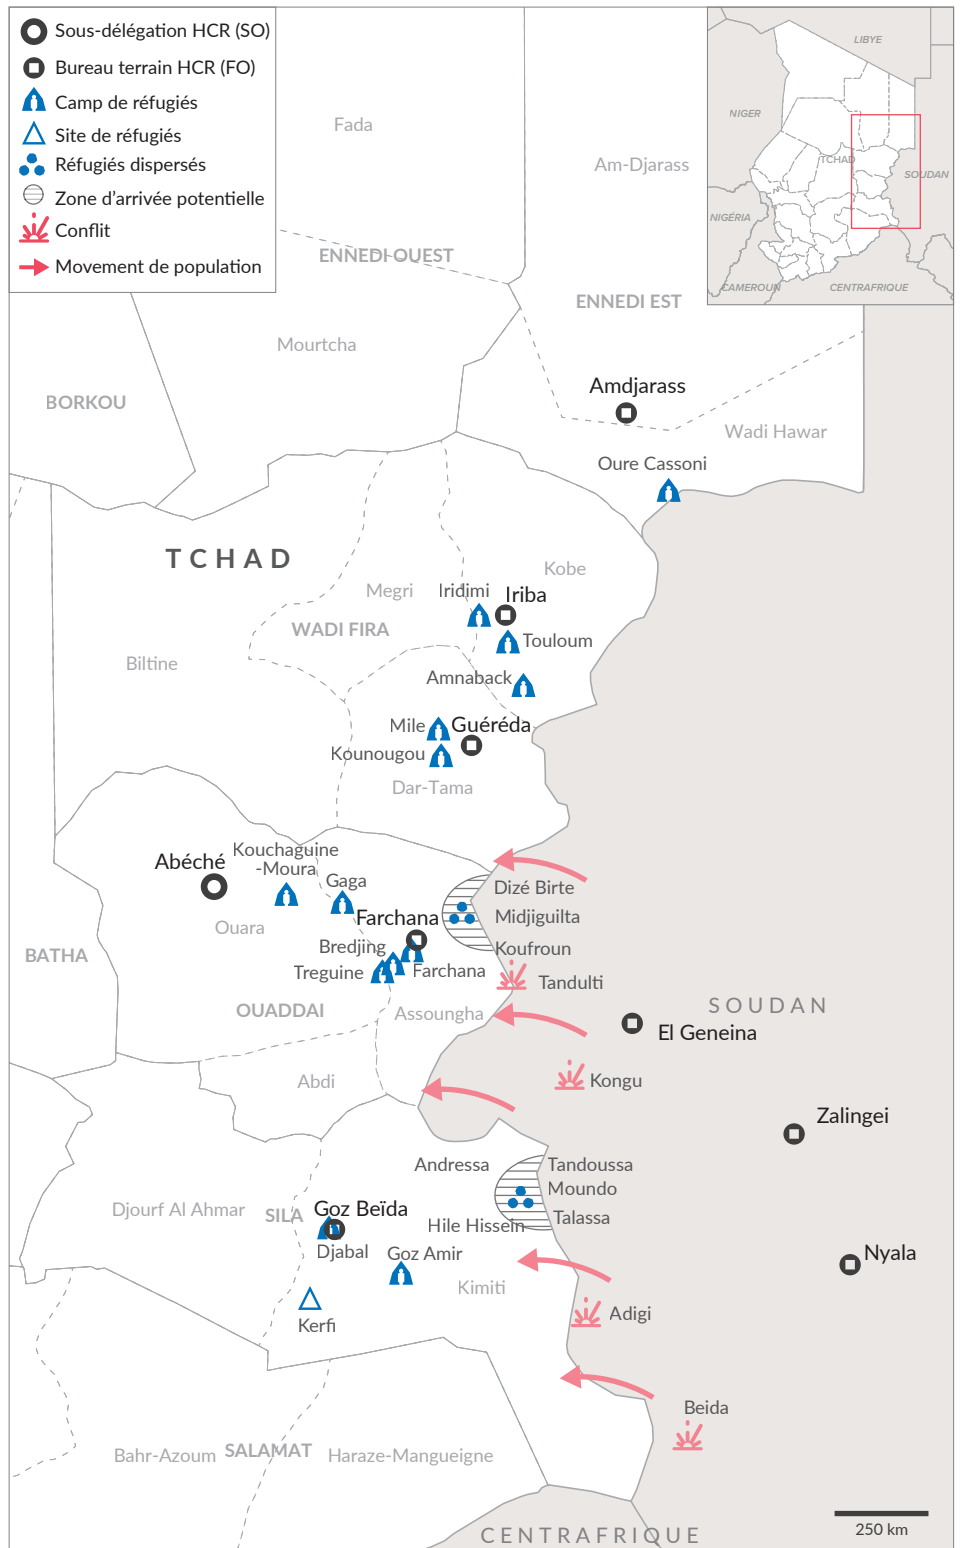 Sous-délégation HCR (SO)
Bureau terrain HCR (FO)
Camp de réfugiés
Site de réfugiés
Réfugiés dispersés
Zone d'arrivée potentielle
Conflit
Movement de population
LIBYE
NIGER
TCHAD
SOUDAN
NIGÉRIA
CAMEROUN
CENTRAFRIQUE
Fada
Am-Djarass
ENNEDI OUEST
ENNEDI EST
Mourtcha
BORKOU
Amdjarass
Wadi Hawar
Oure Cassoni
TCHAD
Kobe
Megri
Iridimi
Iriba
WADI FIRA
Touloum
Biltine
Amnaback
Mile
Guéréda
Kounougou
Dar-Tama
Abéché
Kouchaguine
-Moura
Gaga
Dizé Birte
Farchana
Midjiguilta
Ouara
Bredjing
Koufroun
BATHA
Treguine
Farchana
Tandulti
SOUDAN
OUADDAI
Assoungha
El Geneina
Abdi
Kongu
Zalingei
Andressa
Tandoussa
Moundo
Djourf Al Ahmar
SILA
Goz Beïda
Talassa
Hile Hissein
Djabal
Goz Amir
Nyala
Kimiti
Kerfi
Adigi
Beida
Bahr-Azoum
SALAMAT
Haraze-Mangueigne
CENTRAFRIQUE
250 km